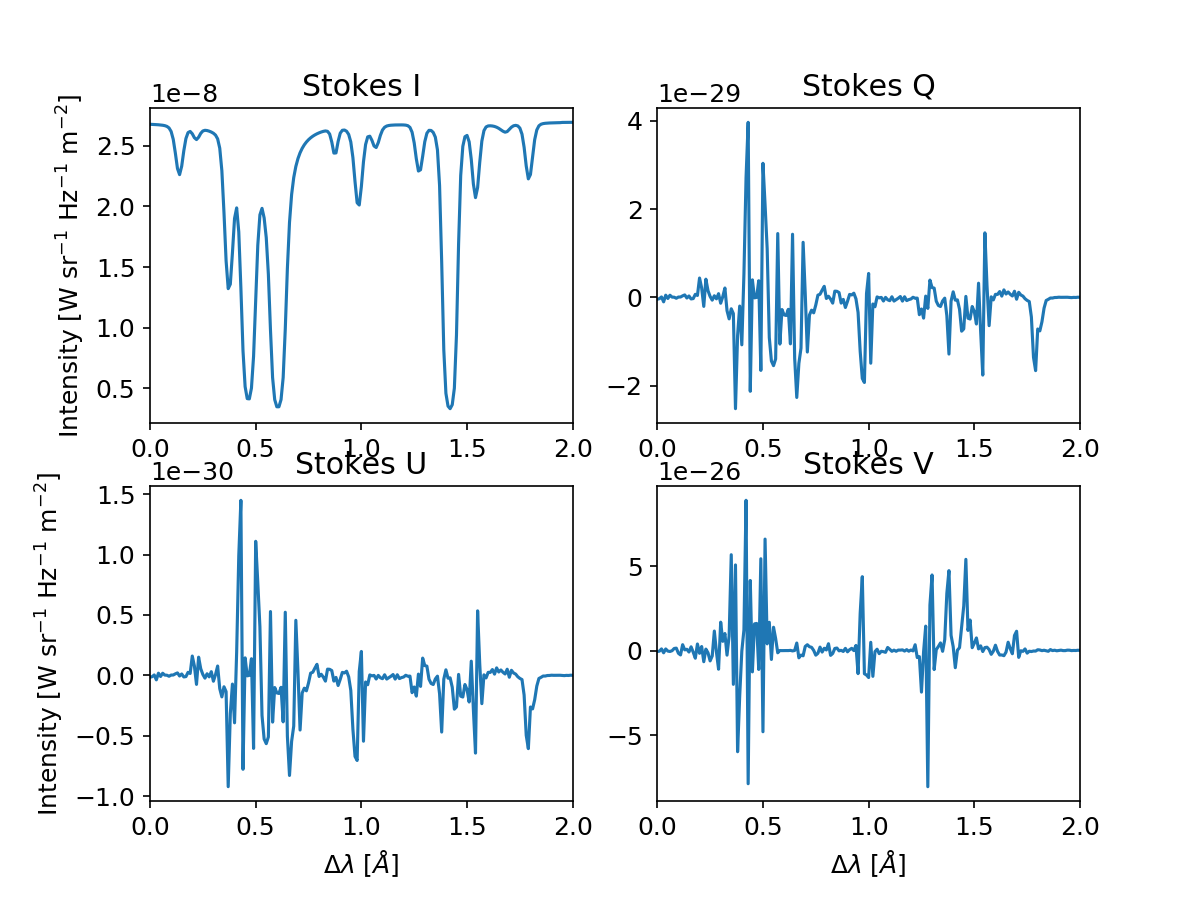 Stokes I
1e−8
Intensity [W sr⁻¹ Hz⁻¹ m⁻²]
2.5
2.0
1.5
1.0
0.5
0.0 0.5 1.0 1.5 2.0
Stokes Q
1e−29
4
2
0
−2
0.0 0.5 1.0 1.5 2.0
Stokes U
1e−30
Intensity [W sr⁻¹ Hz⁻¹ m⁻²]
1.5
1.0
0.5
0.0
−0.5
−1.0
0.0 0.5 1.0 1.5 2.0
Δλ [Å]
Stokes V
1e−26
5
0
−5
0.0 0.5 1.0 1.5 2.0
Δλ [Å]